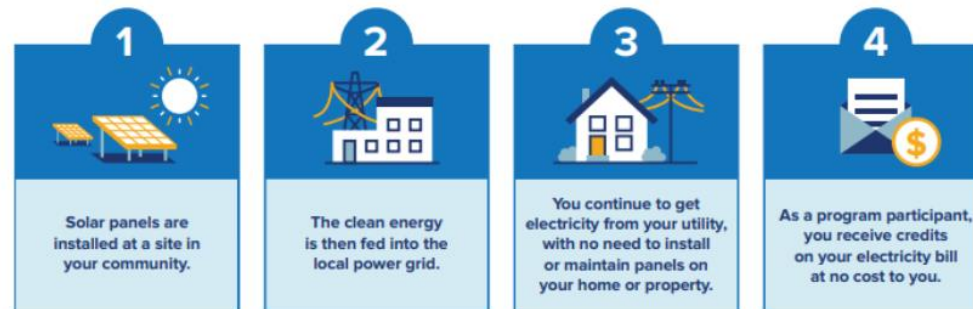 1
Solar panels are
installed at a site in
your community.
2
The clean energy
is then fed into the
local power grid.
3
You continue to get
electricity from your utility,
with no need to install
or maintain panels on
your home or property.
4
$
As a program participant,
you receive credits
on your electricity bill
at no cost to you.